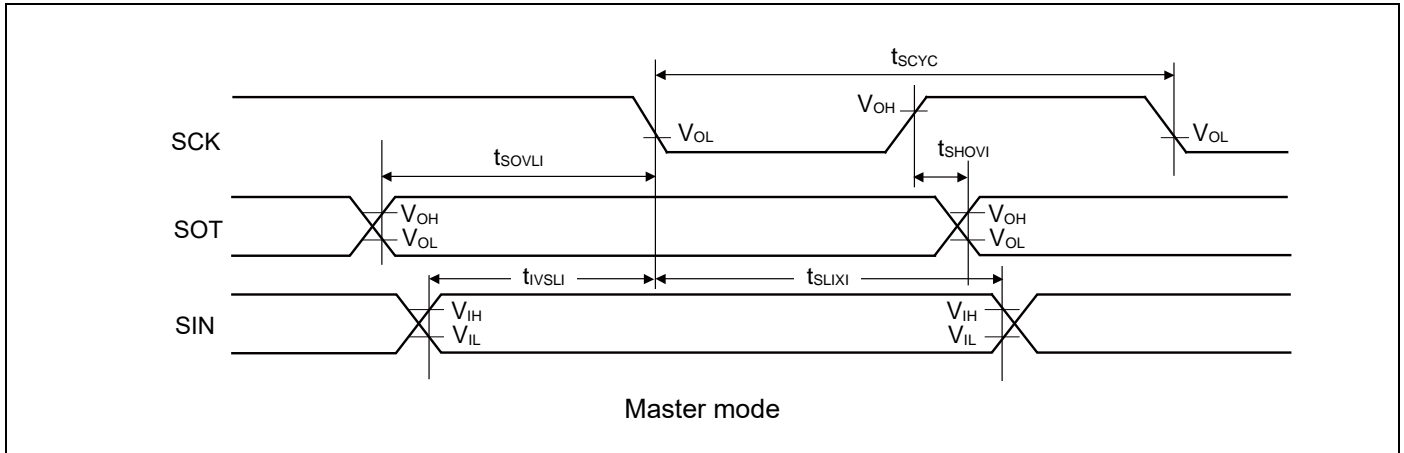 tSCYC
VOH
SCK
VOL
VOL
tSOVLI
tSHOVI
VOH
VOH
SOT
VOL
VOL
tIVSLI
tSLIXI
VIH
VIH
SIN
VIL
VIL
Master mode